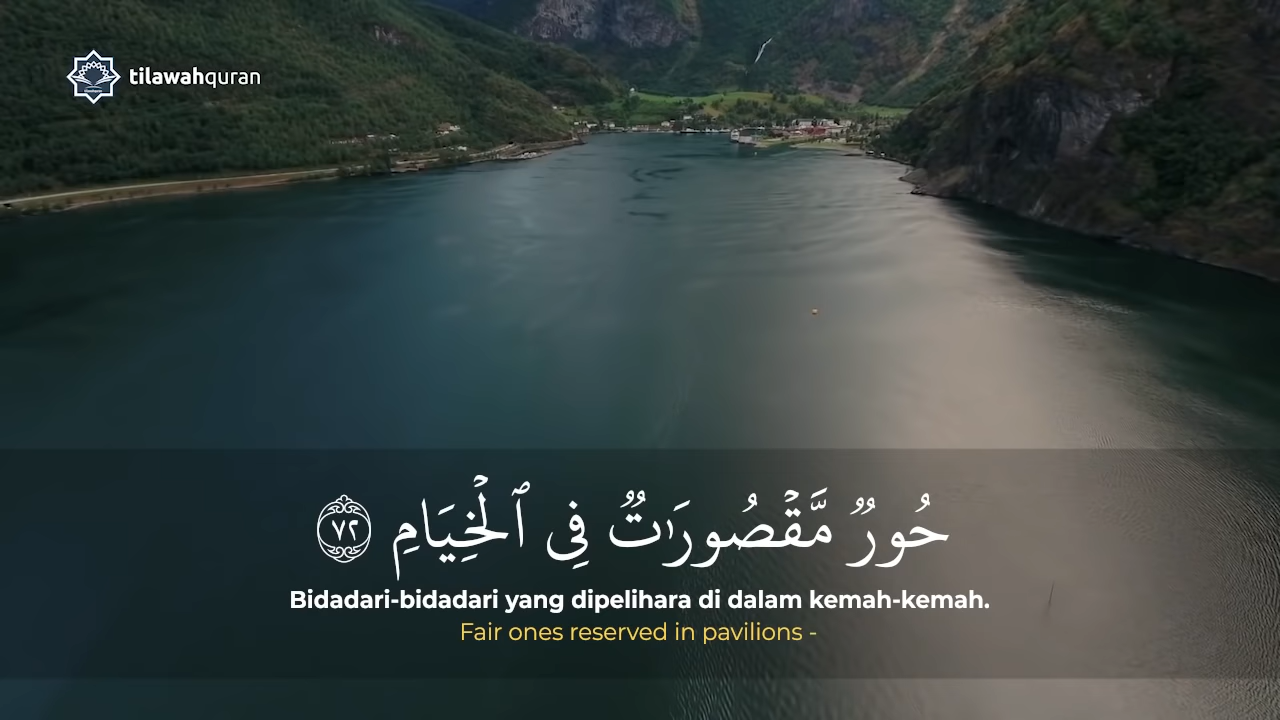 tilawahquran
حُورٌۭ مَّقْصُورَٰتٌۭ فِى ٱلْخِيَامِ ٧٢
Bidadari-bidadari yang dipelihara di dalam kemah-kemah.
Fair ones reserved in pavilions -